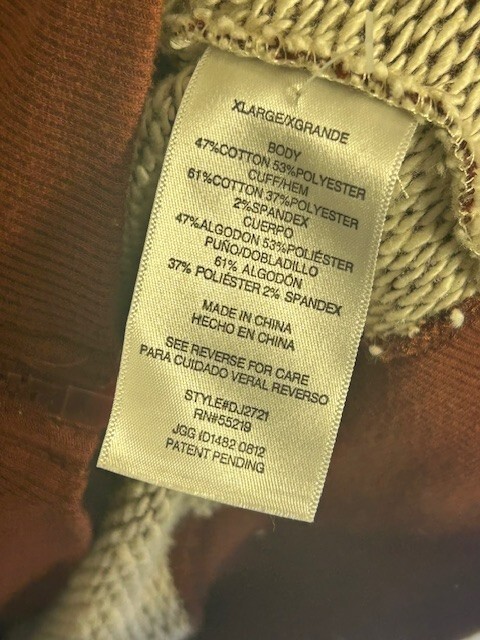 XLARGE/XGRANDE
BODY
47%COTTON 53%POLYESTER
CUFF/HEM
61%COTTON 37%POLYESTER
2%SPANDEX
CUERPO
47%ALGODON 53%POLIÉSTER
PUÑO/DOBLADILLO
61% ALGODÓN
37% POLIÉSTER 2% SPANDEX
MADE IN CHINA
HECHO EN CHINA
SEE REVERSE FOR CARE
PARA CUIDADO VERAL REVERSO
STYLE#DJ2721
RN#55219
JGG ID1482 0812
PATENT PENDING